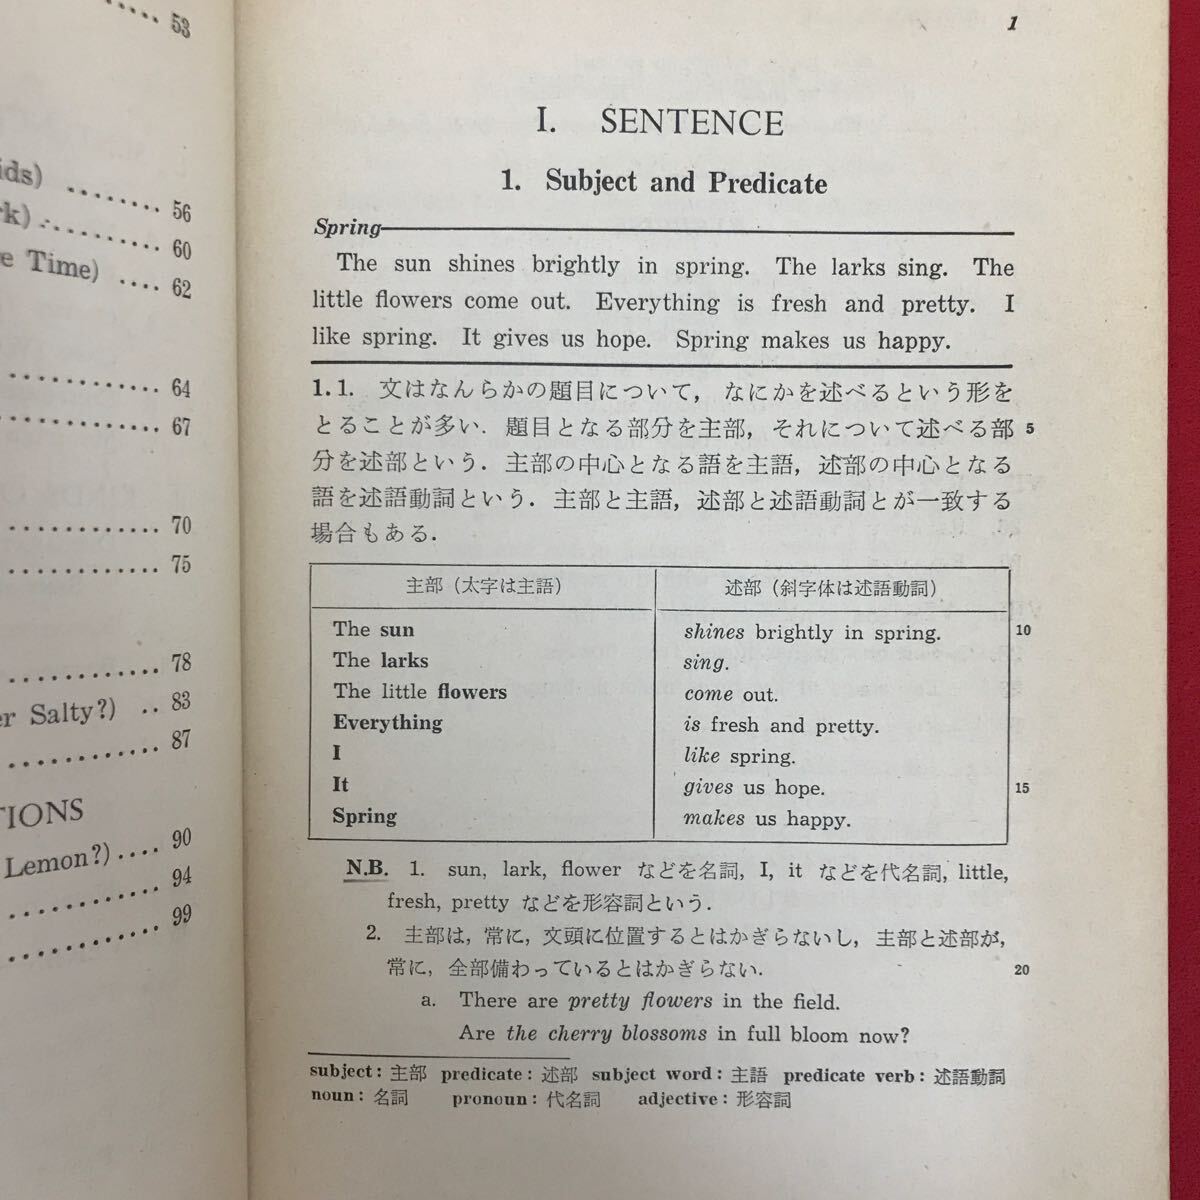 53
ids) ........ 56
rk) .......... 60
e Time) .... 62
64
67
70
75
78
er Salty?) .. 83
87
TIONS
Lemon?) .... 90
94
99
1
I. SENTENCE
1. Subject and Predicate
Spring
The sun shines brightly in spring. The larks sing. The
little flowers come out. Everything is fresh and pretty. I
like spring. It gives us hope. Spring makes us happy.
1.1. 文はなんらかの題目について，なにかを述べるという形を
とることが多い．題目となる部分を主部，それについて述べる部 5
分を述部という．主部の中心となる語を主語，述部の中心となる
語を述語動詞という．主部と主語，述部と述語動詞とが一致する
場合もある．
主部（太字は主語） 述部（斜字体は述語動詞）
The sun shines brightly in spring. 10
The larks sing.
The little flowers come out.
Everything is fresh and pretty.
I like spring.
It gives us hope. 15
Spring makes us happy.
N.B. 1. sun, lark, flower などを名詞，I, it などを代名詞，little,
fresh, pretty などを形容詞という．
2. 主部は，常に，文頭に位置するとはかぎらないし，主部と述部が，
常に，全部備わっているとはかぎらない． 20
a. There are pretty flowers in the field.
Are the cherry blossoms in full bloom now?
subject: 主部 predicate: 述部 subject word: 主語 predicate verb: 述語動詞
noun: 名詞 pronoun: 代名詞 adjective: 形容詞